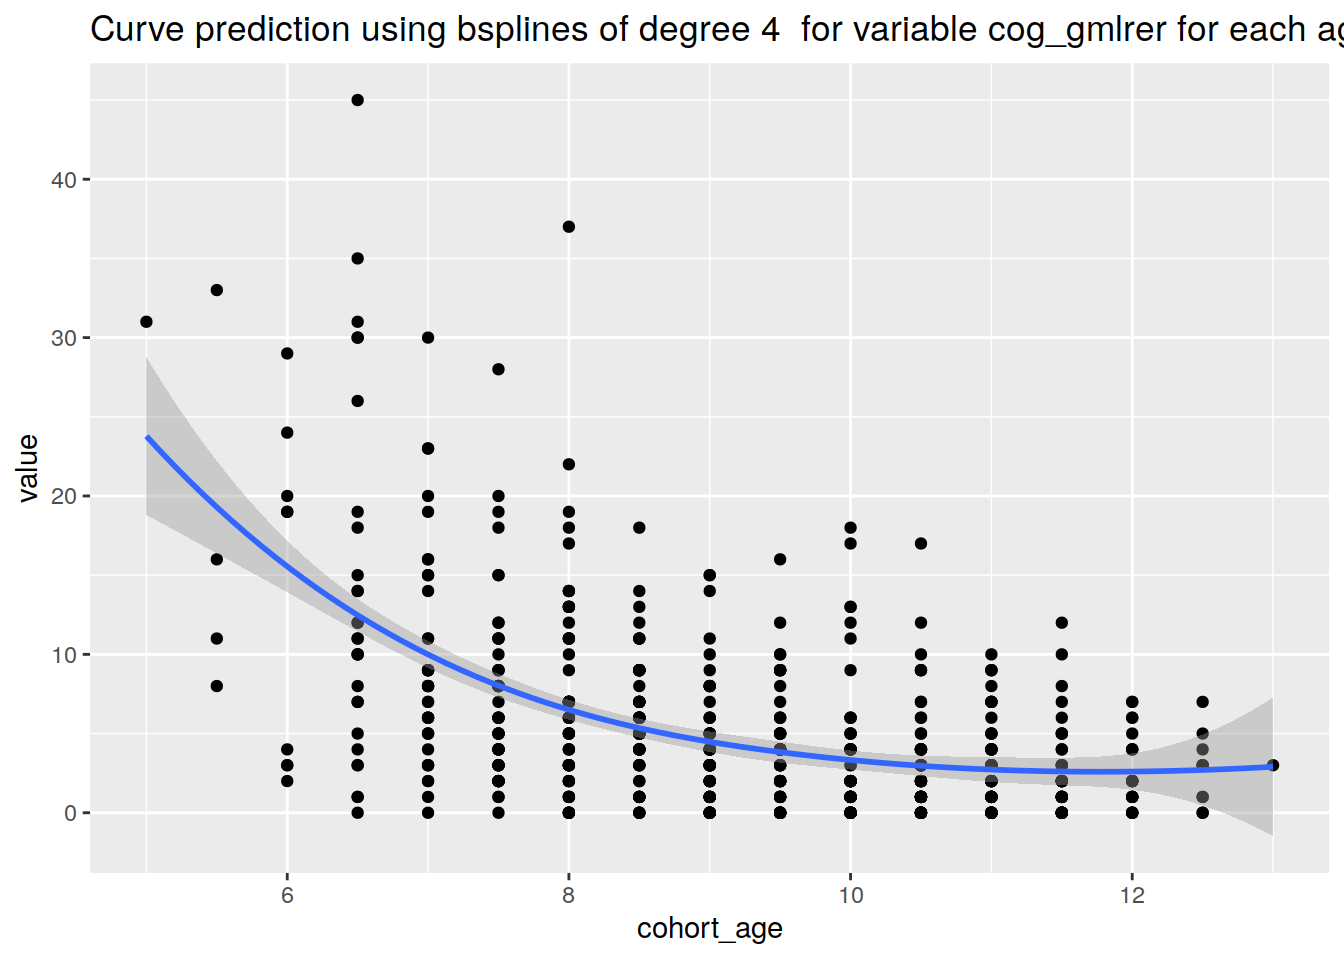 Curve prediction using bsplines of degree 4  for variable cog_gmlrer for each ag
40
30
20
10
0
value
6 8 10 12
cohort_age